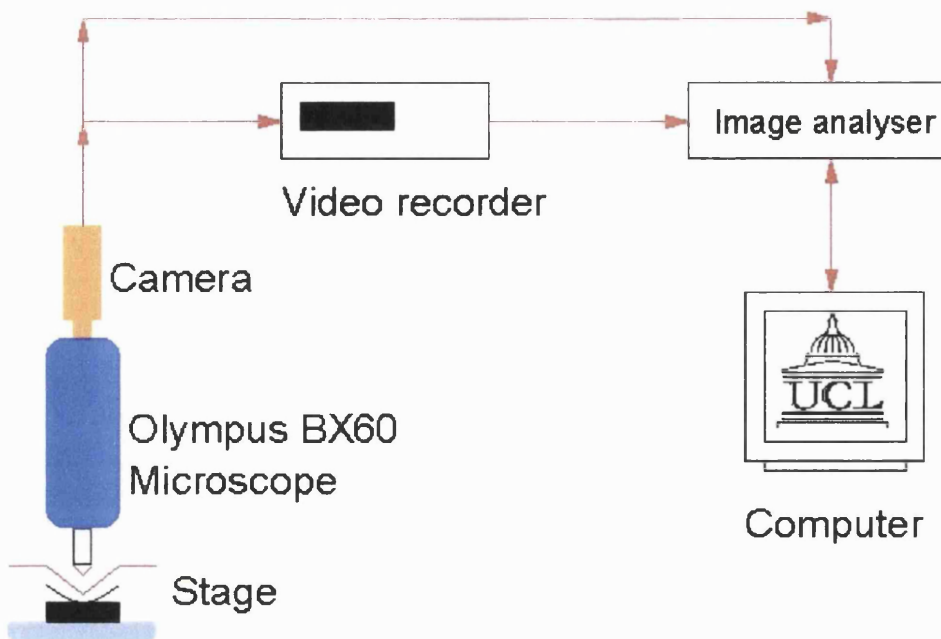 Image analyser
Video recorder
Camera
UCL
Olympus BX60
Microscope
Computer
Stage